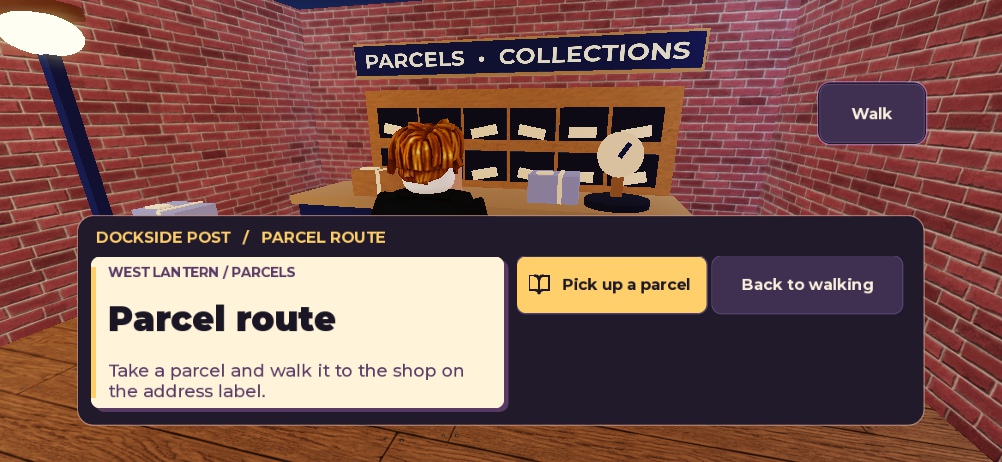 PARCELS • COLLECTIONS
Walk
DOCKSIDE POST / PARCEL ROUTE
WEST LANTERN / PARCELS
Parcel route
Take a parcel and walk it to the shop on
the address label.
Pick up a parcel
Back to walking